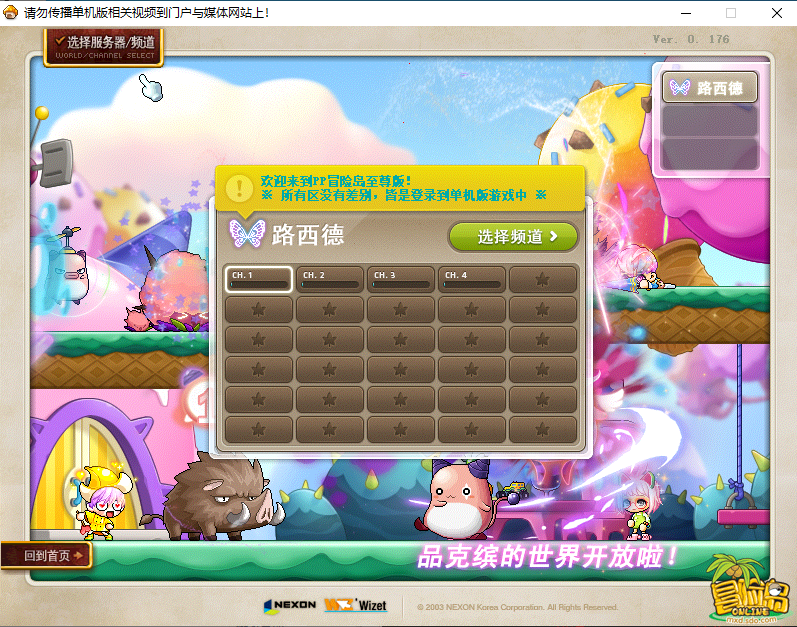 请勿传播单机版相关视频到门户与媒体网站上!
选择服务器/频道
WORLD/CHANNEL SELECT
Ver. 0. 176
路西德
欢迎来到PP冒险岛至尊版!
※ 所有区没有差别,皆是登录到单机版游戏中 ※
路西德
选择频道
CH. 1
CH. 2
CH. 3
CH. 4
回到首页
品克缤的世界开放啦!
NEXON
Wizet
© 2003 NEXON Korea Corporation. All Rights Reserved.
冒险岛
ONLINE
mxd.sdo.com